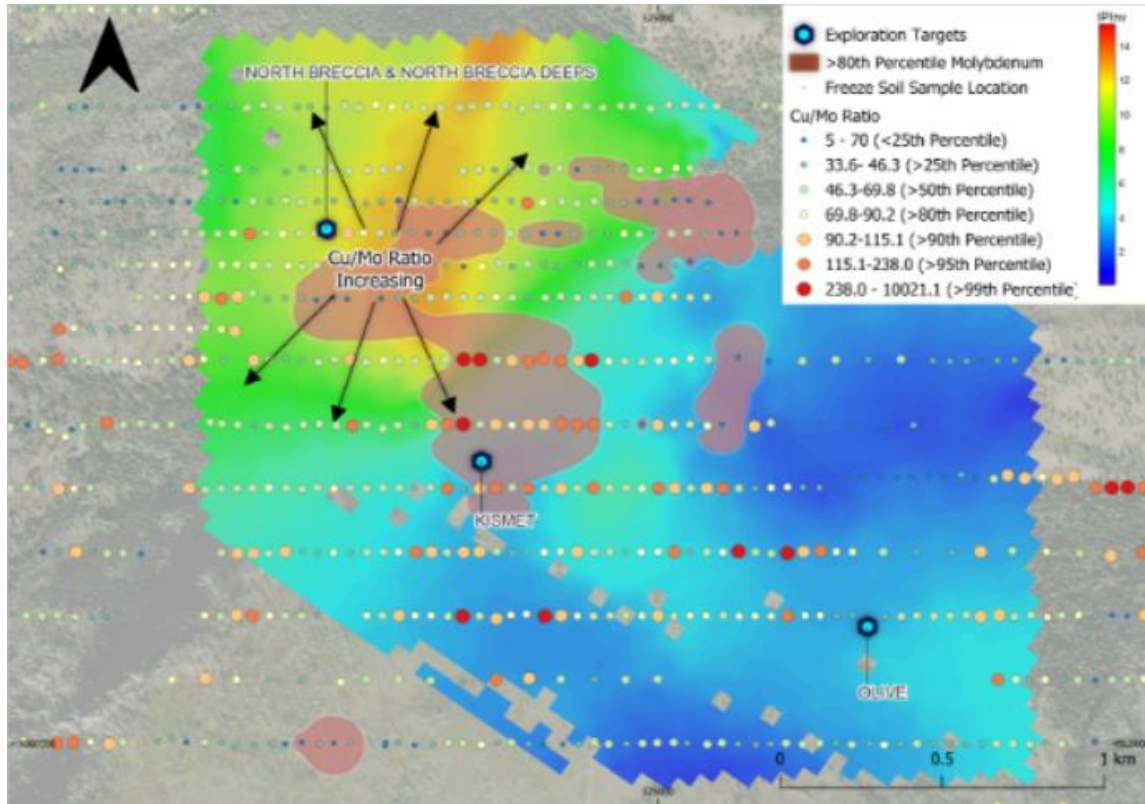 525000
IPInv
Exploration Targets
>80th Percentile Molybdenum
Freeze Soil Sample Location
Cu/Mo Ratio
5 - 70 (<25th Percentile)
33.6- 46.3 (>25th Percentile)
46.3-69.8 (>50th Percentile)
69.8-90.2 (>80th Percentile)
90.2-115.1 (>90th Percentile)
115.1-238.0 (>95th Percentile)
238.0 - 10021.1 (>99th Percentile)
14
12
10
8
6
4
2
NORTH BRECCIA & NORTH BRECCIA DEEPS
Cu/Mo Ratio
Increasing
KISMET
OLIVE
0
0.5
1
km
525000